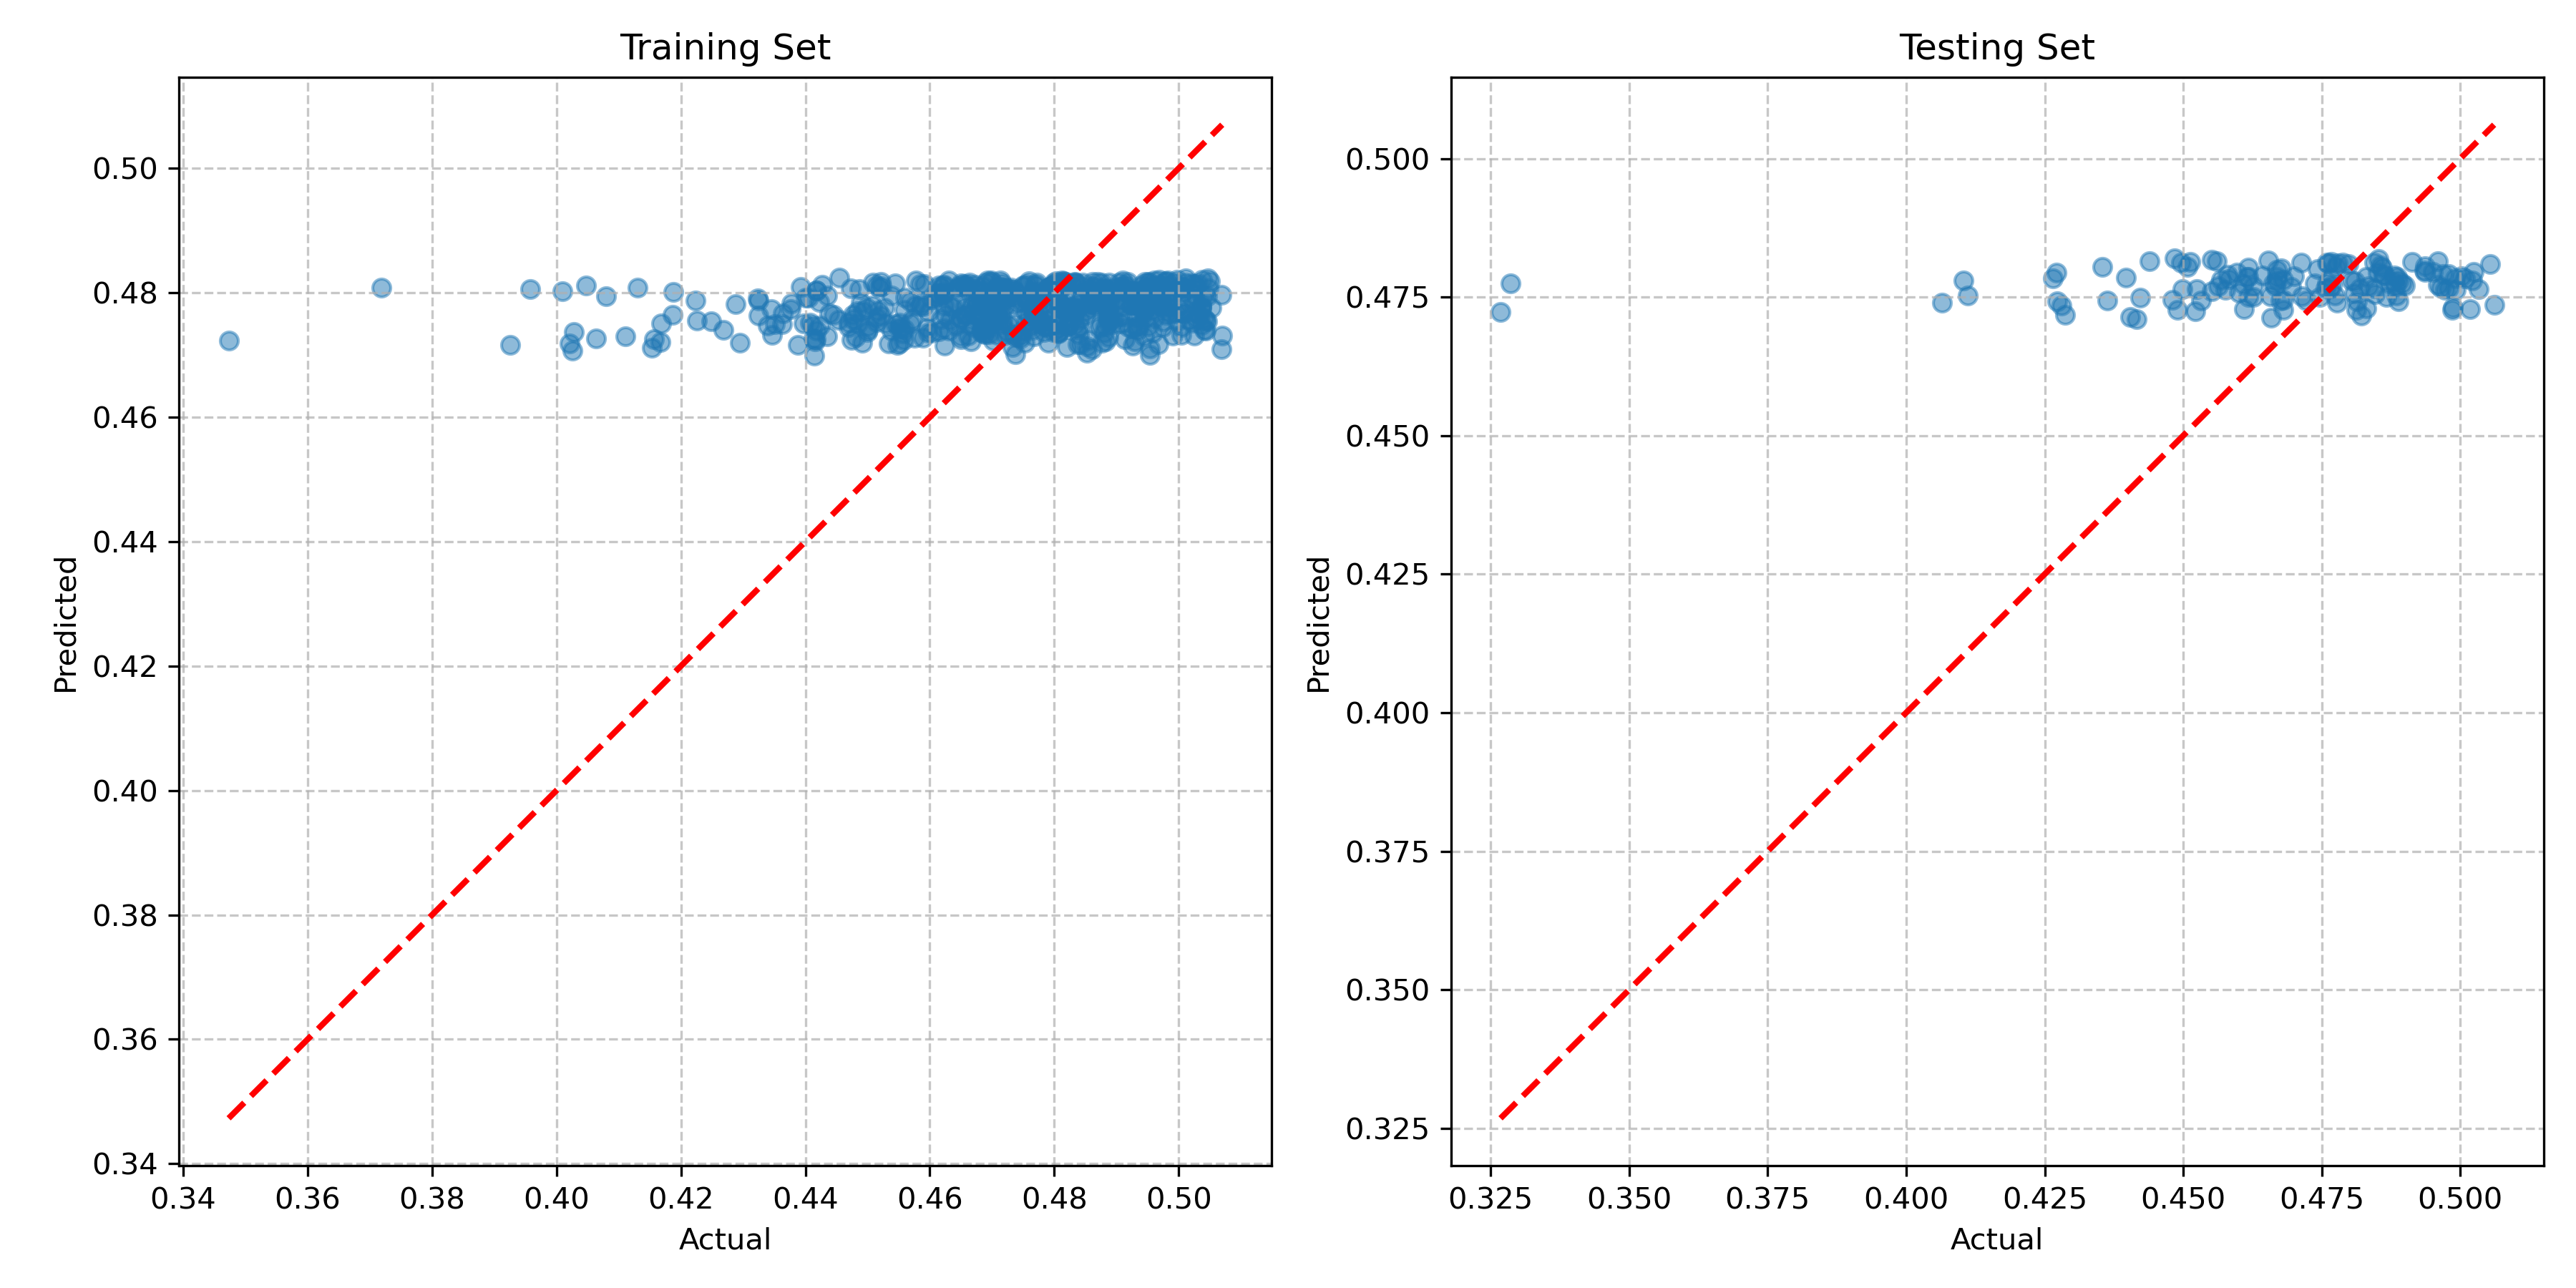 Training Set
Testing Set
0.50
0.48
0.46
0.44
0.42
0.40
0.38
0.36
0.34
Predicted
0.34 0.36 0.38 0.40 0.42 0.44 0.46 0.48 0.50
Actual
0.500
0.475
0.450
0.425
0.400
0.375
0.350
0.325
Predicted
0.325 0.350 0.375 0.400 0.425 0.450 0.475 0.500
Actual